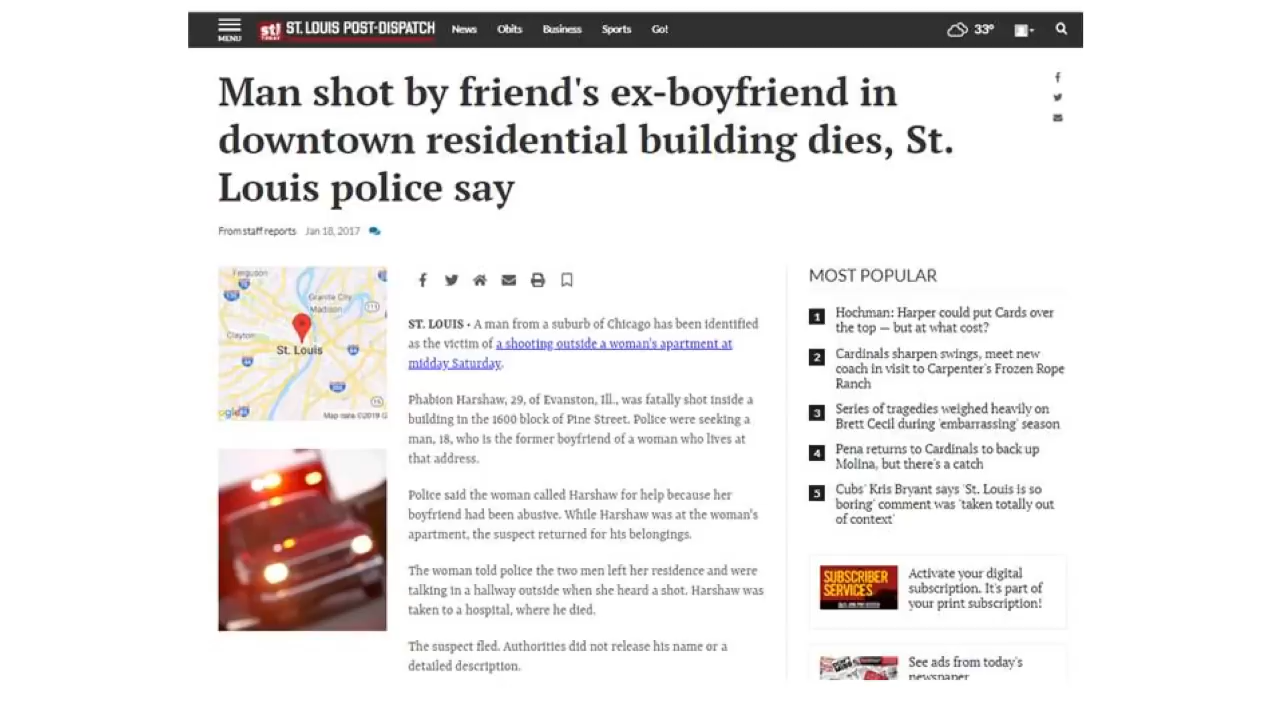 MENU
st!
TODAY
ST. LOUIS POST-DISPATCH
News
Obits
Business
Sports
Go!
33°
Man shot by friend's ex-boyfriend in
downtown residential building dies, St.
Louis police say
From staff reports
Jan 18, 2017
Ferguson
Granite City
Madison
Clayton
St. Louis
Map data ©2019 G
ST. LOUIS • A man from a suburb of Chicago has been identified
as the victim of a shooting outside a woman's apartment at
midday Saturday.
Phabion Harshaw, 29, of Evanston, Ill., was fatally shot inside a
building in the 1600 block of Pine Street. Police were seeking a
man, 18, who is the former boyfriend of a woman who lives at
that address.
Police said the woman called Harshaw for help because her
boyfriend had been abusive. While Harshaw was at the woman's
apartment, the suspect returned for his belongings.
The woman told police the two men left her residence and were
talking in a hallway outside when she heard a shot. Harshaw was
taken to a hospital, where he died.
The suspect fled. Authorities did not release his name or a
detailed description.
MOST POPULAR
1
Hochman: Harper could put Cards over
the top — but at what cost?
2
Cardinals sharpen swings, meet new
coach in visit to Carpenter's Frozen Rope
Ranch
3
Series of tragedies weighed heavily on
Brett Cecil during 'embarrassing' season
4
Pena returns to Cardinals to back up
Molina, but there's a catch
5
Cubs' Kris Bryant says 'St. Louis is so
boring' comment was 'taken totally out
of context'
SUBSCRIBER
SERVICES
Activate your digital
subscription. It's part of
your print subscription!
See ads from today's
newspaper